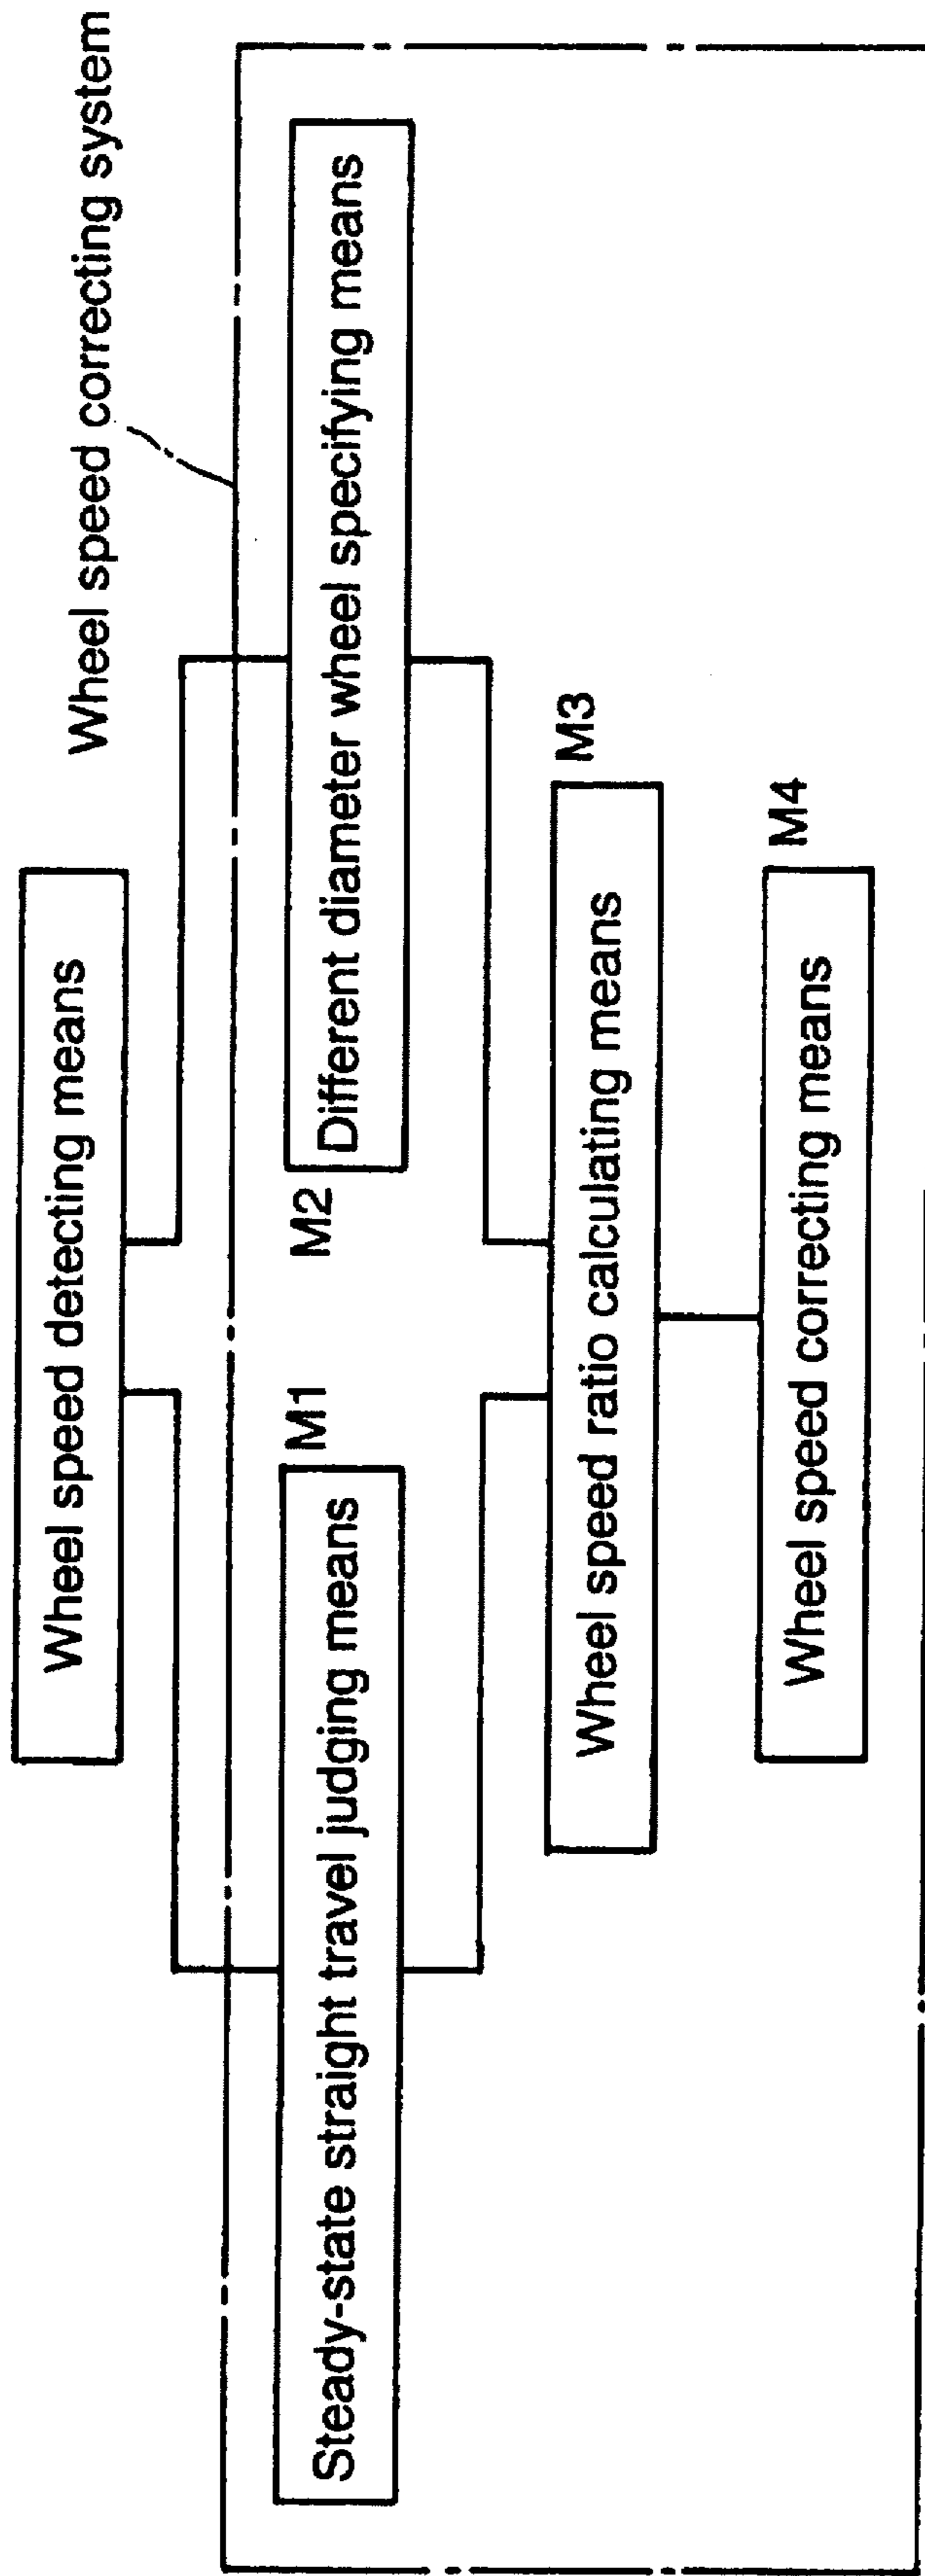 Wheel speed correcting system
Wheel speed detecting means
M1
M2
Steady-state straight travel judging means
Different diameter wheel specifying means
M3
Wheel speed ratio calculating means
M4
Wheel speed correcting means